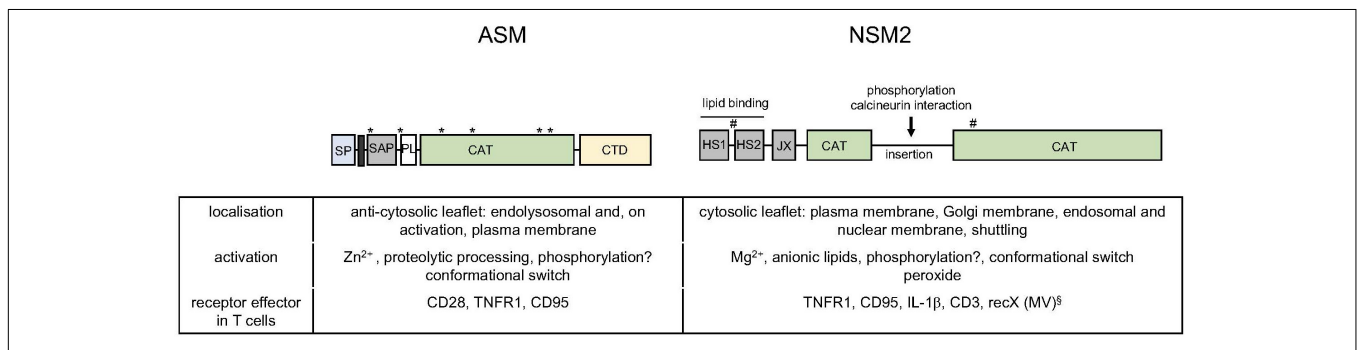 ASM
NSM2
phosphorylation
calcineurin interaction
lipid binding
* * * * * *
# #
SP SAP PL CAT CTD
HS1 HS2 JX CAT insertion CAT
localisation
anti-cytosolic leaflet: endolysosomal and, on
activation, plasma membrane
cytosolic leaflet: plasma membrane, Golgi membrane, endosomal and
nuclear membrane, shuttling
activation
Zn²⁺ , proteolytic processing, phosphorylation?
conformational switch
Mg²⁺, anionic lipids, phosphorylation?, conformational switch
peroxide
receptor effector
in T cells
CD28, TNFR1, CD95
TNFR1, CD95, IL-1β, CD3, recX (MV)§